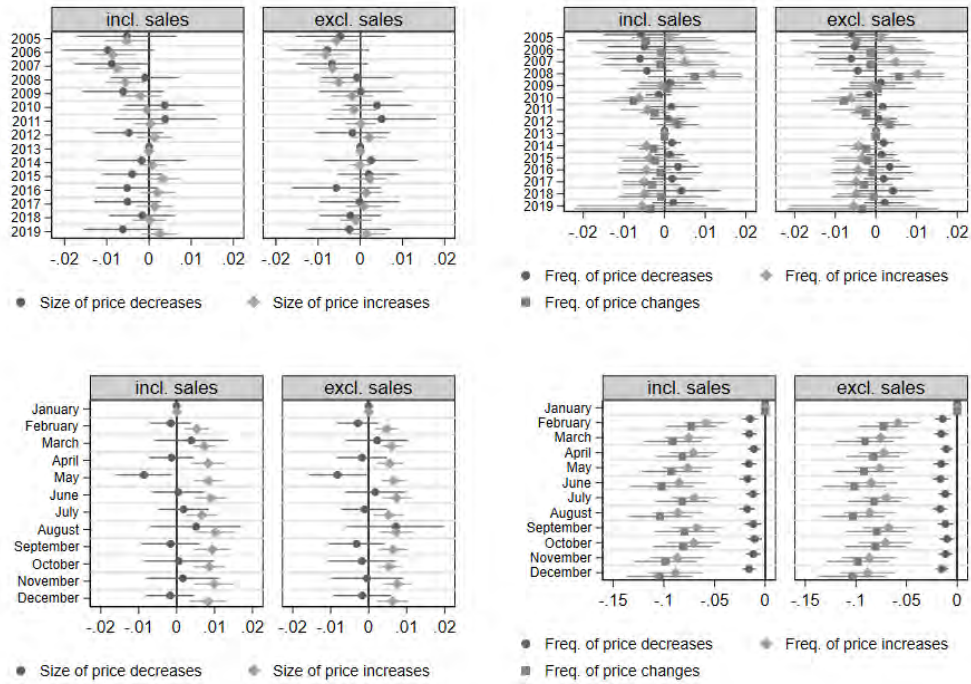 incl. sales
excl. sales
2005
2006
2007
2008
2009
2010
2011
2012
2013
2014
2015
2016
2017
2018
2019
-.02 -.01 0 .01 .02 -.02 -.01 0 .01 .02
Size of price decreases Size of price increases
incl. sales
excl. sales
2005
2006
2007
2008
2009
2010
2011
2012
2013
2014
2015
2016
2017
2018
2019
-.02 -.01 0 .01 .02 -.02 -.01 0 .01 .02
Freq. of price decreases Freq. of price increases
Freq. of price changes
incl. sales
excl. sales
January
February
March
April
May
June
July
August
September
October
November
December
-.02 -.01 0 .01 .02 -.02 -.01 0 .01 .02
Size of price decreases Size of price increases
incl. sales
excl. sales
January
February
March
April
May
June
July
August
September
October
November
December
-.15 -.1 -.05 0 -.15 -.1 -.05 0
Freq. of price decreases Freq. of price increases
Freq. of price changes